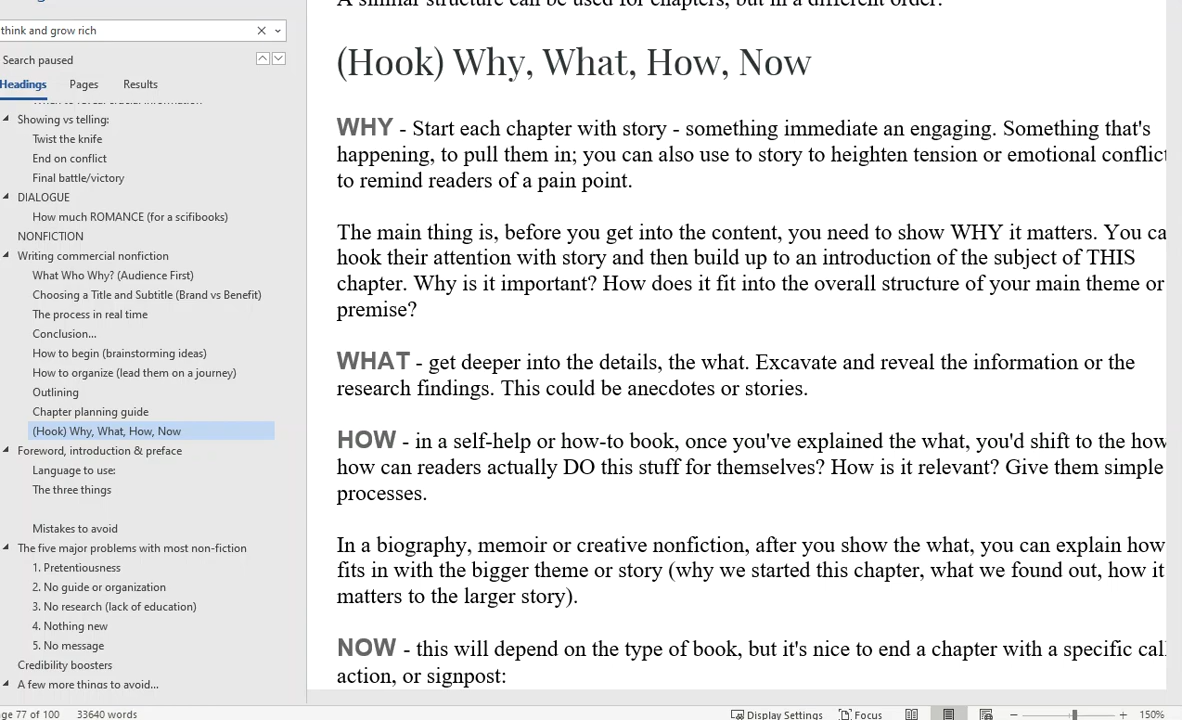 think and grow rich
Search paused
Headings Pages Results
Showing vs telling:
Twist the knife
End on conflict
Final battle/victory
DIALOGUE
How much ROMANCE (for a scifibooks)
NONFICTION
Writing commercial nonfiction
What Who Why? (Audience First)
Choosing a Title and Subtitle (Brand vs Benefit)
The process in real time
Conclusion...
How to begin (brainstorming ideas)
How to organize (lead them on a journey)
Outlining
Chapter planning guide
(Hook) Why, What, How, Now
Foreword, introduction & preface
Language to use:
The three things
Mistakes to avoid
The five major problems with most non-fiction
1. Pretentiousness
2. No guide or organization
3. No research (lack of education)
4. Nothing new
5. No message
Credibility boosters
A few more things to avoid...
A similar structure can be used for chapters, but in a different order.
(Hook) Why, What, How, Now
WHY - Start each chapter with story - something immediate an engaging. Something that's
happening, to pull them in; you can also use to story to heighten tension or emotional conflict
to remind readers of a pain point.
The main thing is, before you get into the content, you need to show WHY it matters. You ca
hook their attention with story and then build up to an introduction of the subject of THIS
chapter. Why is it important? How does it fit into the overall structure of your main theme or
premise?
WHAT - get deeper into the details, the what. Excavate and reveal the information or the
research findings. This could be anecdotes or stories.
HOW - in a self-help or how-to book, once you've explained the what, you'd shift to the how
how can readers actually DO this stuff for themselves? How is it relevant? Give them simple
processes.
In a biography, memoir or creative nonfiction, after you show the what, you can explain how
fits in with the bigger theme or story (why we started this chapter, what we found out, how it
matters to the larger story).
NOW - this will depend on the type of book, but it's nice to end a chapter with a specific cal
action, or signpost:
age 77 of 100 33640 words Display Settings Focus 150%